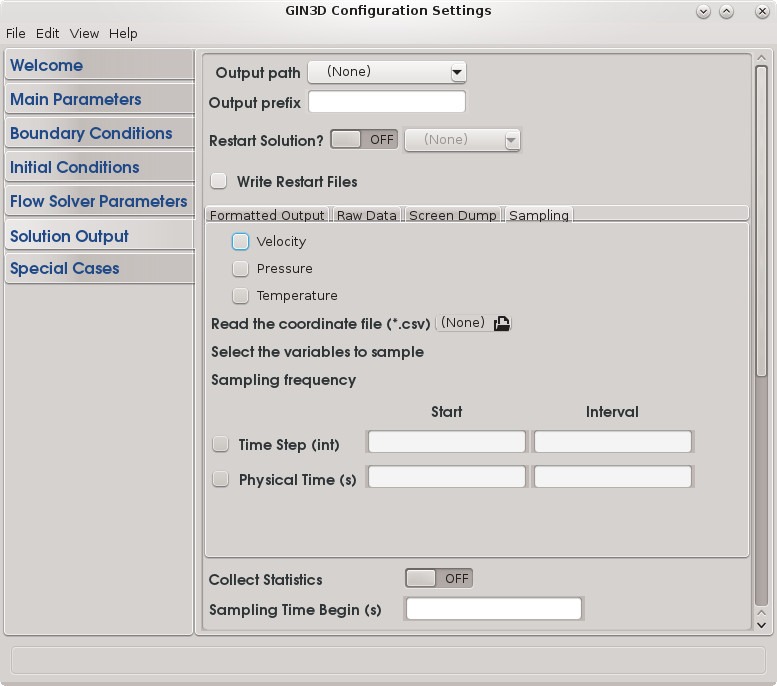 GIN3D Configuration Settings
File Edit View Help
Welcome
Main Parameters
Boundary Conditions
Initial Conditions
Flow Solver Parameters
Solution Output
Special Cases
Output path (None)
Output prefix
Restart Solution? OFF (None)
Write Restart Files
Formatted Output Raw Data Screen Dump Sampling
Velocity
Pressure
Temperature
Read the coordinate file (*.csv) (None)
Select the variables to sample
Sampling frequency
Start Interval
Time Step (int)
Physical Time (s)
Collect Statistics OFF
Sampling Time Begin (s)